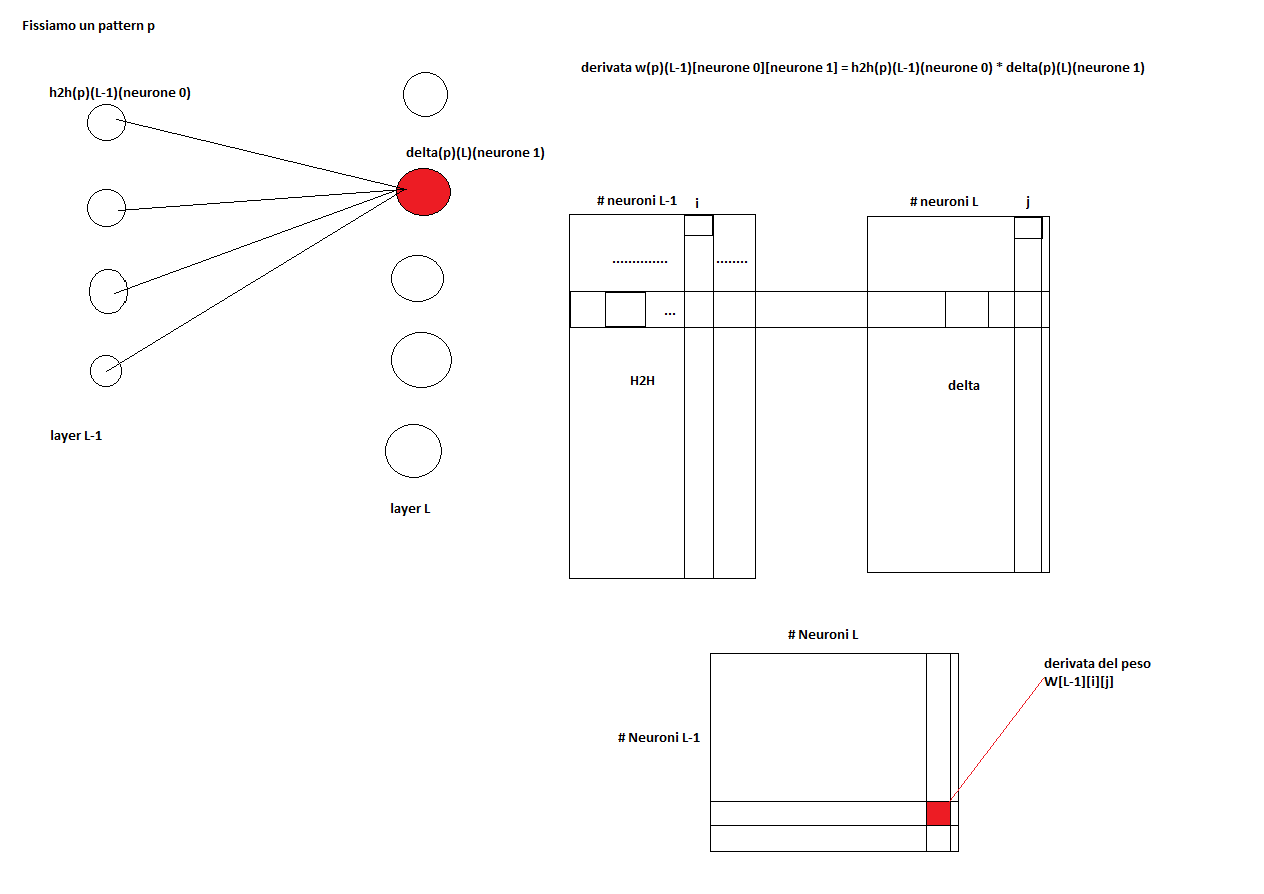 Fissiamo un pattern p
derivata w(p)(L-1)[neurone 0][neurone 1] = h2h(p)(L-1)(neurone 0) * delta(p)(L)(neurone 1)
h2h(p)(L-1)(neurone 0)
delta(p)(L)(neurone 1)
layer L-1
layer L
# neuroni L-1
i
# neuroni L
j
..............
........
...
H2H
delta
# Neuroni L
derivata del peso
W[L-1][i][j]
# Neuroni L-1